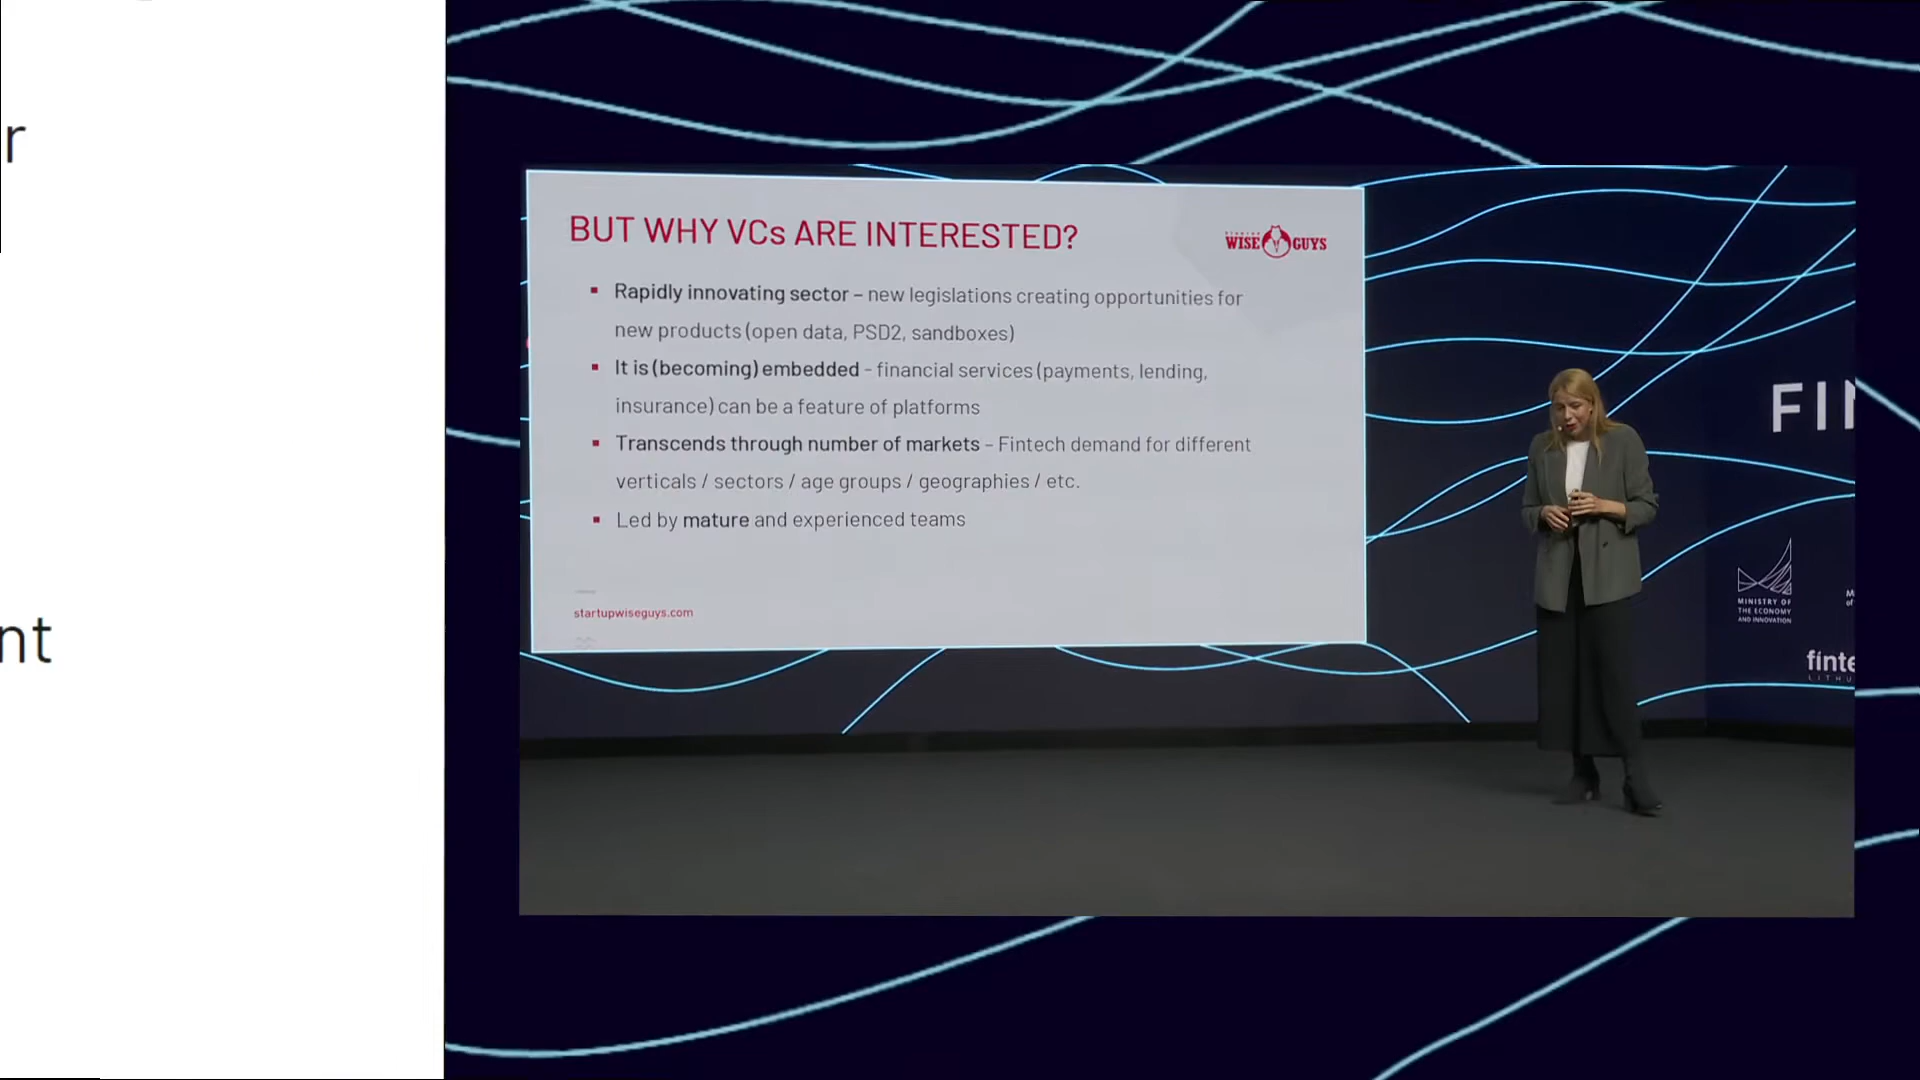 r
nt
BUT WHY VCs ARE INTERESTED?
WISE GUYS
Rapidly innovating sector – new legislations creating opportunities for
new products (open data, PSD2, sandboxes)
It is (becoming) embedded - financial services (payments, lending,
insurance) can be a feature of platforms
Transcends through number of markets – Fintech demand for different
verticals / sectors / age groups / geographies / etc.
Led by mature and experienced teams
startupwiseguys.com
FIN
MINISTRY OF
THE ECONOMY
AND INNOVATION
M
of
finte
LITHU